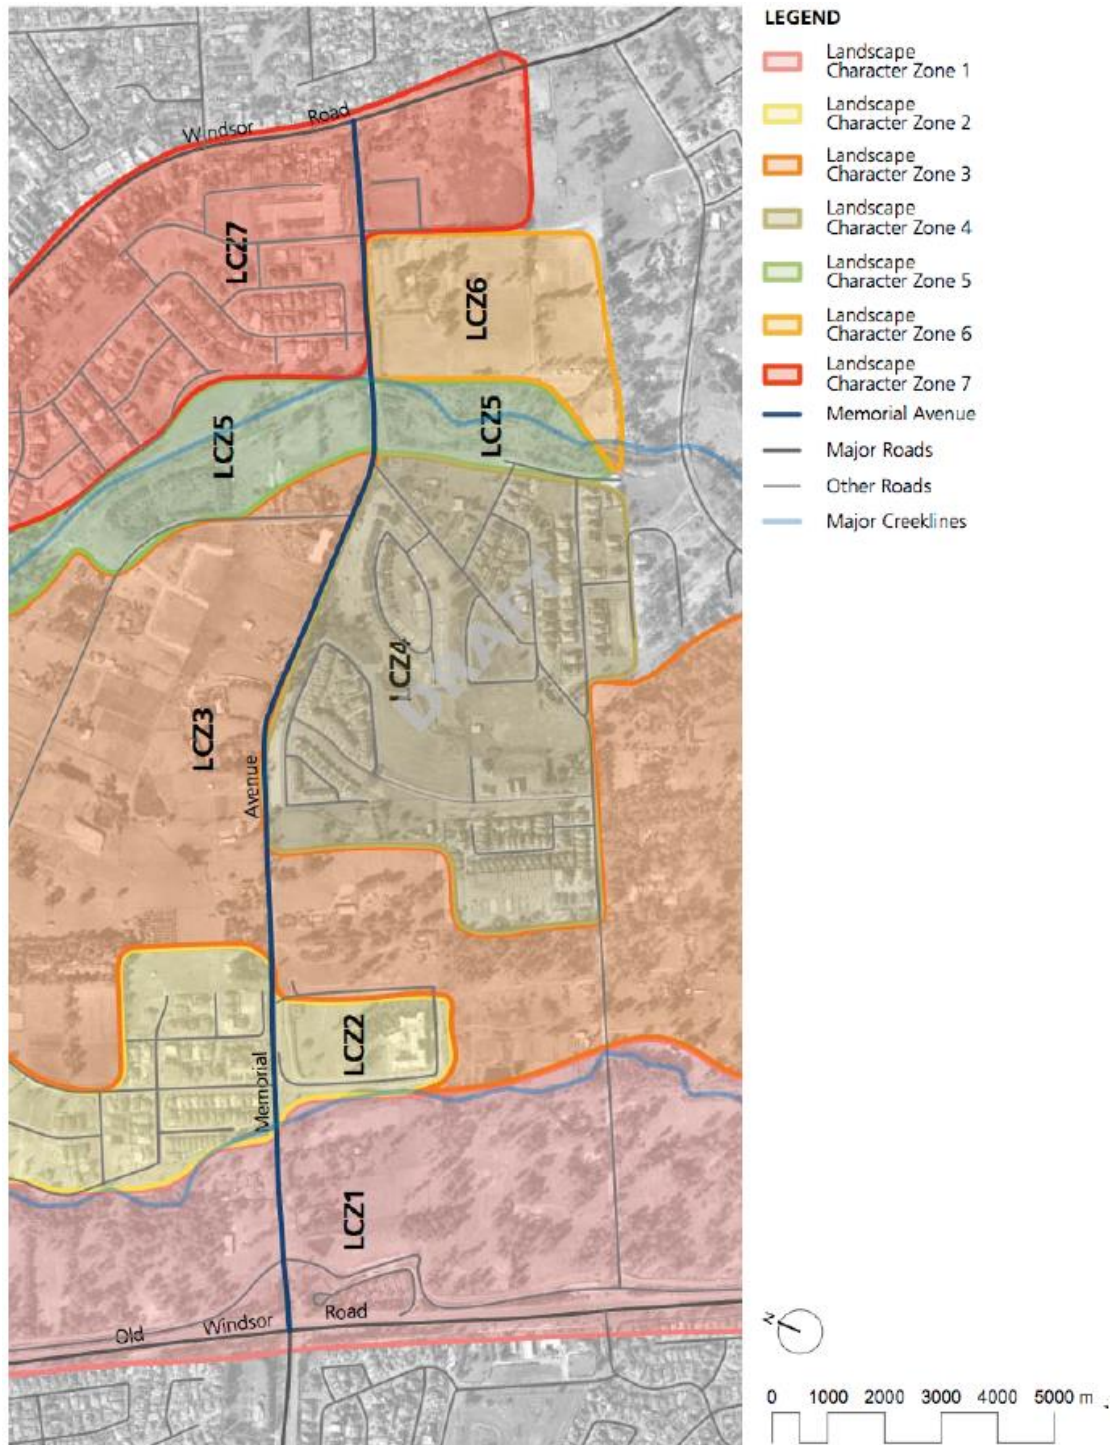 LEGEND
Landscape
Character Zone 1
Landscape
Character Zone 2
Landscape
Character Zone 3
Landscape
Character Zone 4
Landscape
Character Zone 5
Landscape
Character Zone 6
Landscape
Character Zone 7
Memorial Avenue
Major Roads
Other Roads
Major Creeklines
Windsor Road
LCZ7
LCZ6
LCZ5
LCZ5
LCZ4
DRAFT
LCZ3
Avenue
LCZ2
Memorial
LCZ1
Old Windsor Road
N
0 1000 2000 3000 4000 5000 m